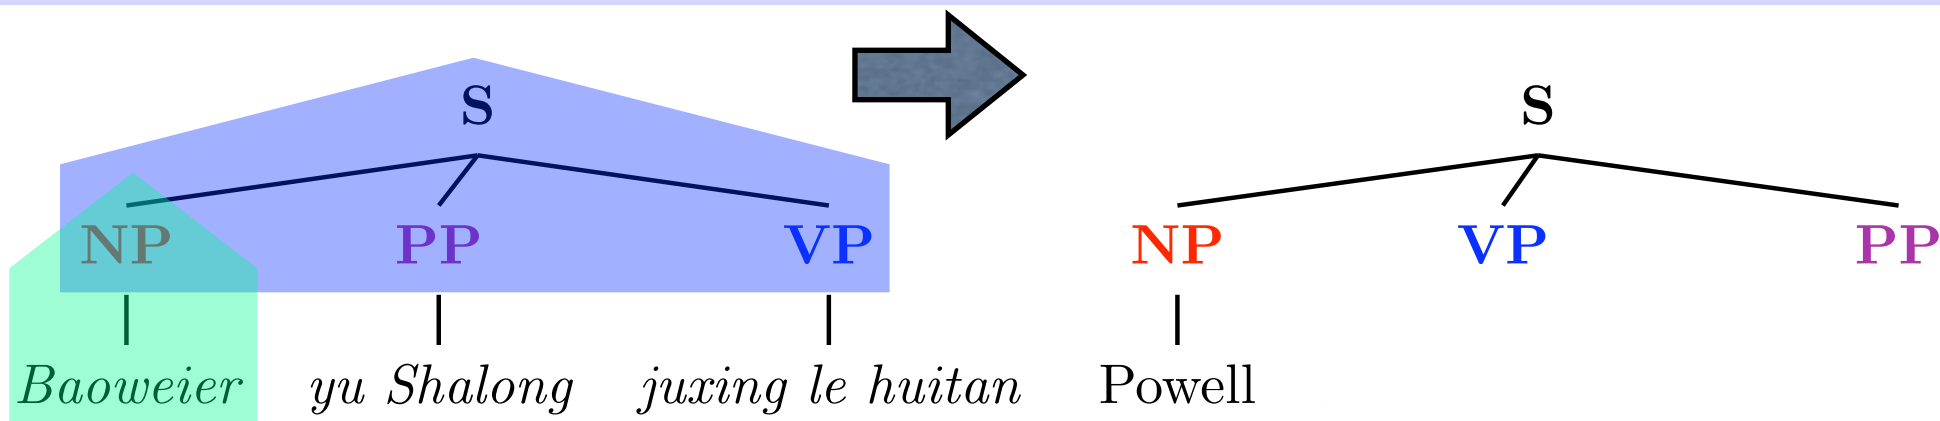 S S
NP PP VP NP VP PP
Baoweier yu Shalong juxing le huitan Powell